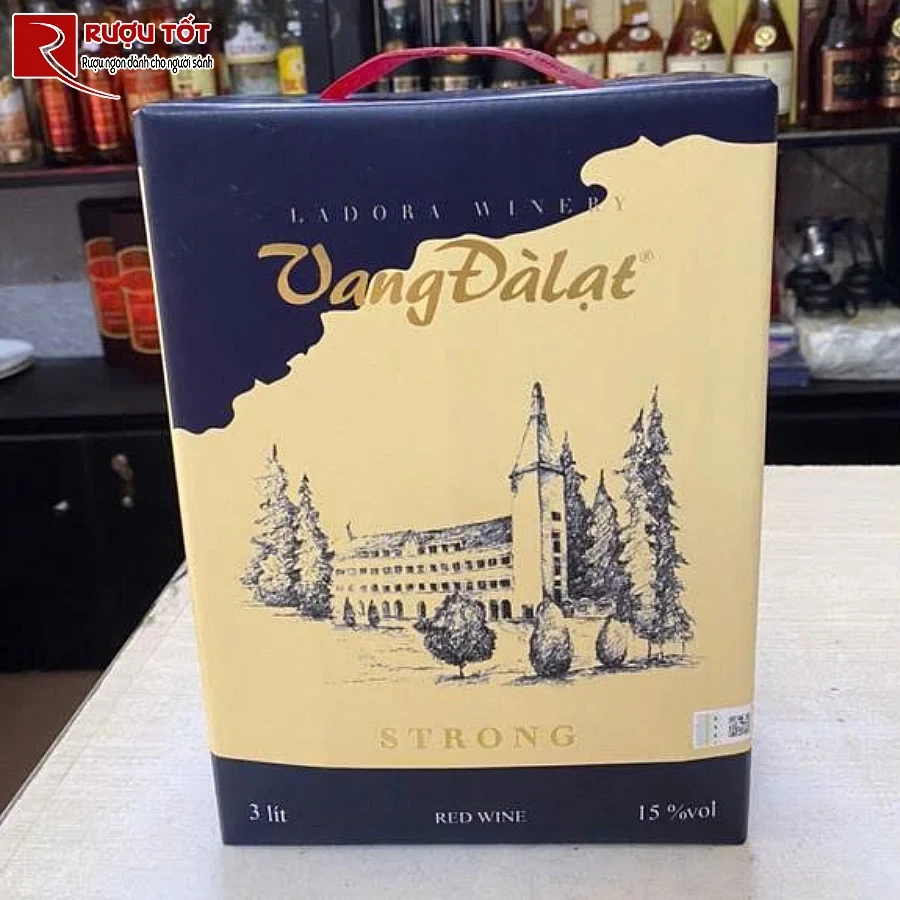 RƯỢU TỐT
Rượu ngon dành cho người sành
LADORA WINERY
VangĐàlạt®
STRONG
3 lít
RED WINE
15 %vol